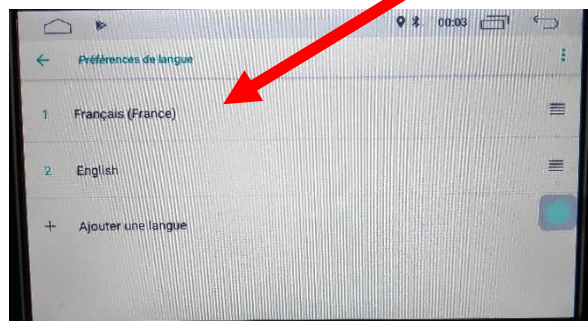 00:03
Préférences de langue
1 Français (France)
2 English
+ Ajouter une langue